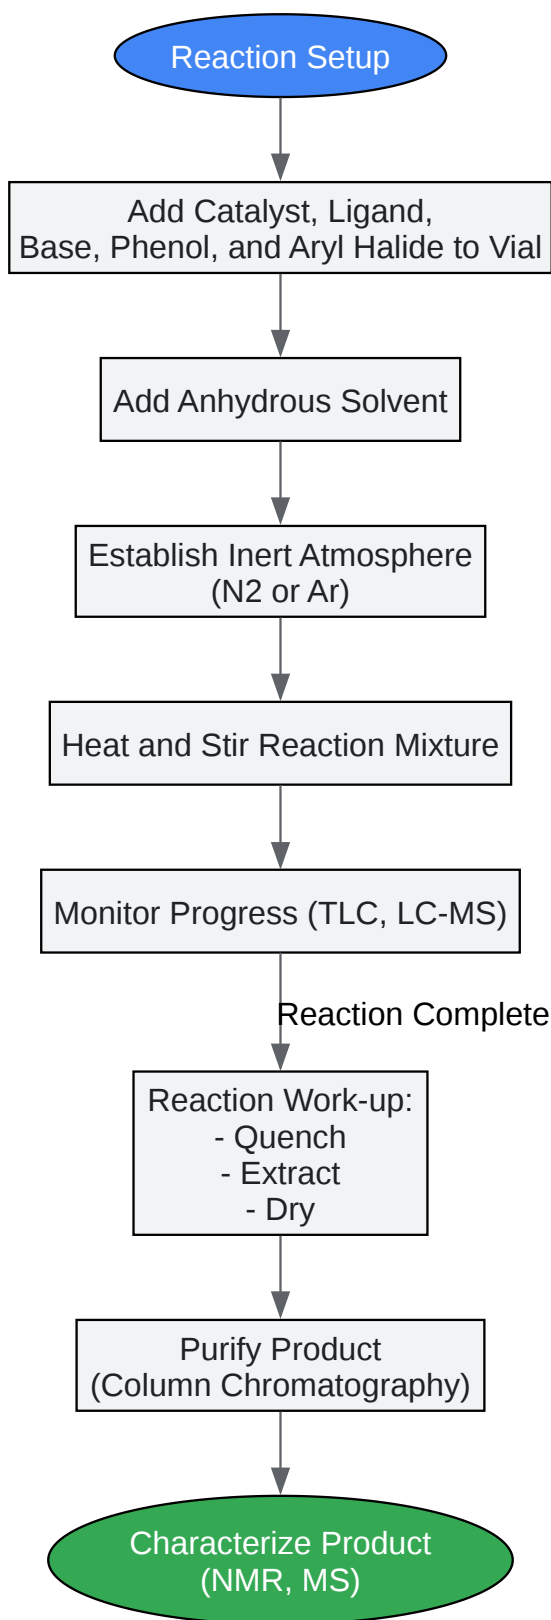 Reaction Setup
Add Catalyst, Ligand,
Base, Phenol, and Aryl Halide to Vial
Add Anhydrous Solvent
Establish Inert Atmosphere
(N2 or Ar)
Heat and Stir Reaction Mixture
Monitor Progress (TLC, LC-MS)
Reaction Complete
Reaction Work-up:
- Quench
- Extract
- Dry
Purify Product
(Column Chromatography)
Characterize Product
(NMR, MS)